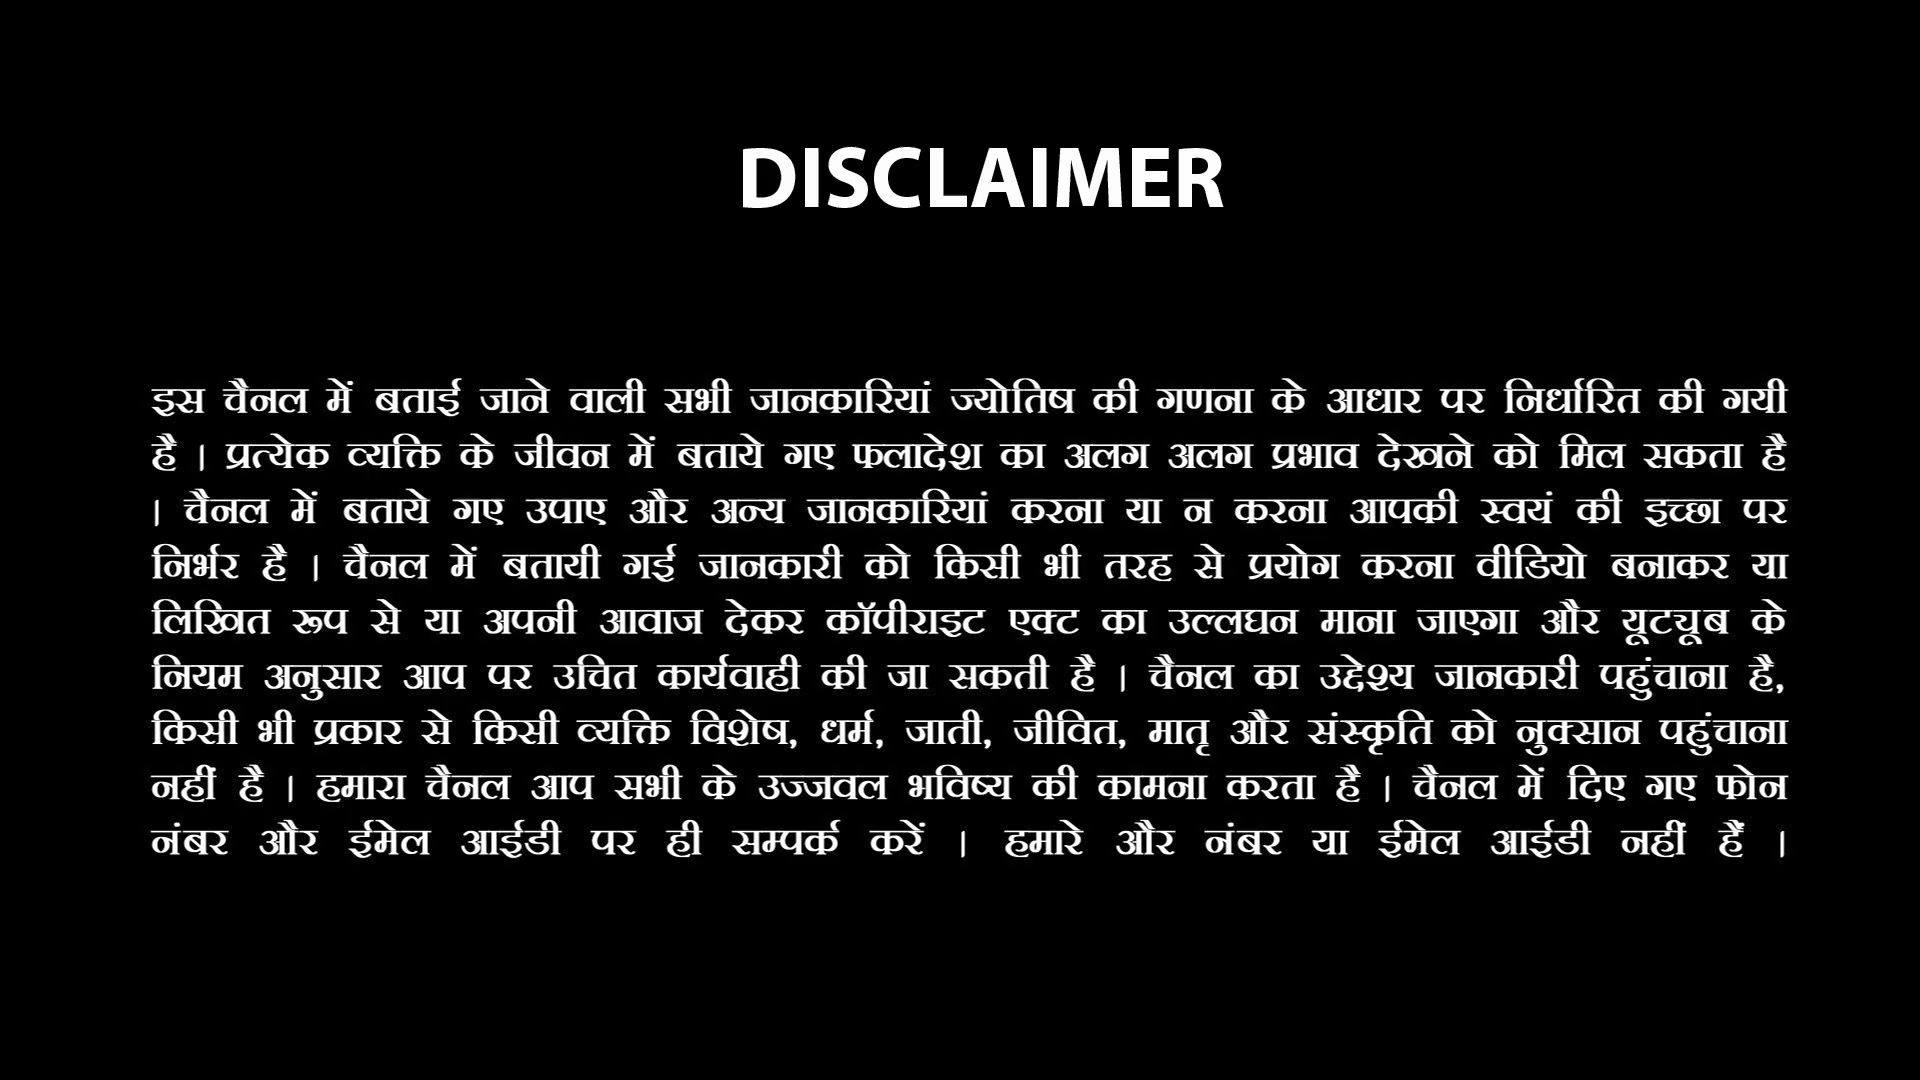 DISCLAIMER
इस चैनल में बताई जाने वाली सभी जानकारियां ज्योतिष की गणना के आधार पर निर्धारित की गयी
है । प्रत्येक व्यक्ति के जीवन में बताये गए फलादेश का अलग अलग प्रभाव देखने को मिल सकता है
। चैनल में बताये गए उपाए और अन्य जानकारियां करना या न करना आपकी स्वयं की इच्छा पर
निर्भर है । चैनल में बतायी गई जानकारी को किसी भी तरह से प्रयोग करना वीडियो बनाकर या
लिखित रूप से या अपनी आवाज देकर कॉपीराइट एक्ट का उल्लघन माना जाएगा और यूट्यूब के
नियम अनुसार आप पर उचित कार्यवाही की जा सकती है । चैनल का उद्देश्य जानकारी पहुंचाना है,
किसी भी प्रकार से किसी व्यक्ति विशेष, धर्म, जाती, जीवित, मातृ और संस्कृति को नुक्सान पहुंचाना
नहीं है । हमारा चैनल आप सभी के उज्जवल भविष्य की कामना करता है । चैनल में दिए गए फोन
नंबर और ईमेल आईडी पर ही सम्पर्क करें । हमारे और नंबर या ईमेल आईडी नहीं हैं ।